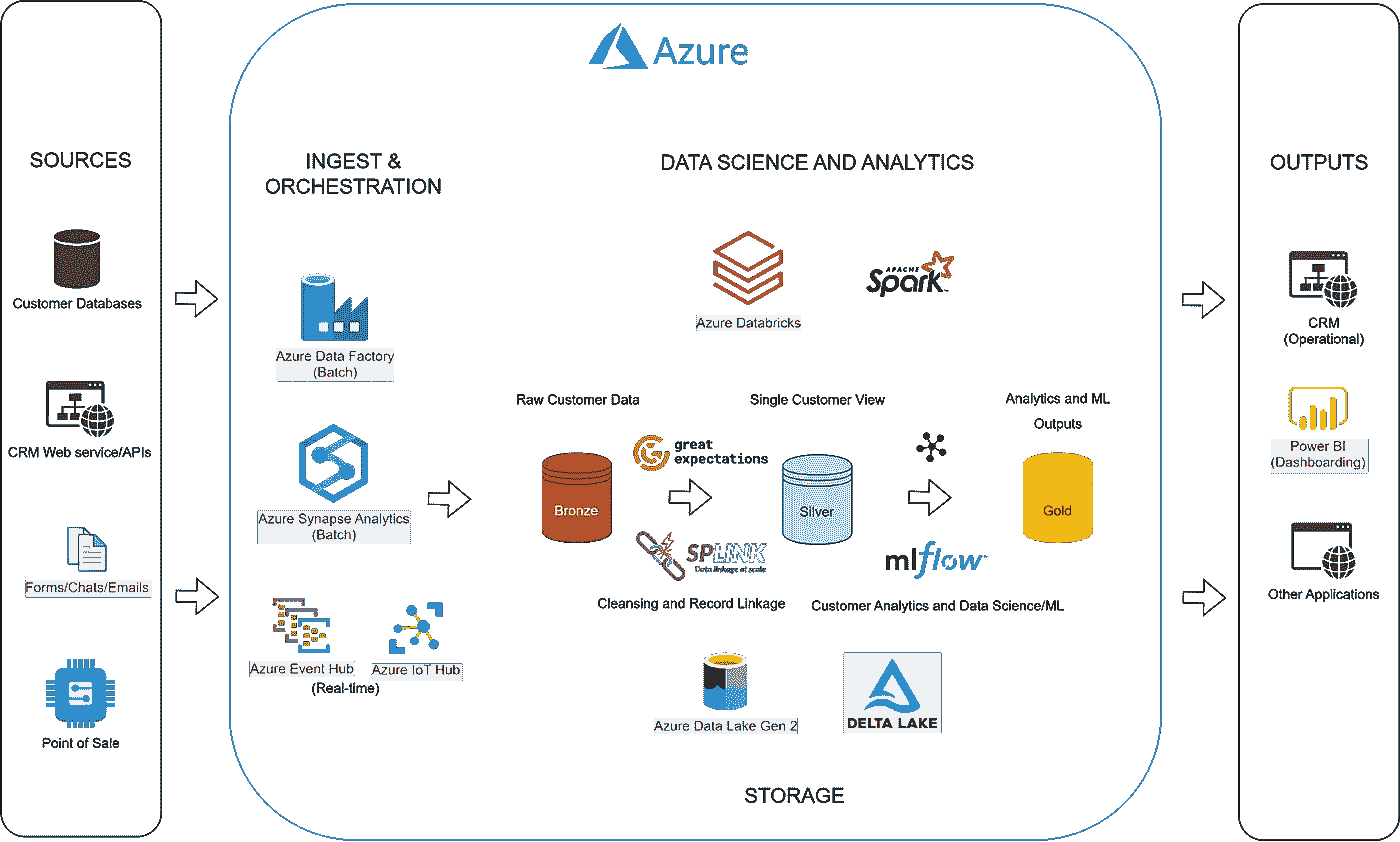 Azure
SOURCES
Customer Databases
CRM Web service/APIs
Forms/Chats/Emails
Point of Sale
INGEST &
ORCHESTRATION
Azure Data Factory
(Batch)
Azure Synapse Analytics
(Batch)
Azure Event Hub
Azure IoT Hub
(Real-time)
DATA SCIENCE AND ANALYTICS
Azure Databricks
APACHE
Spark™
Raw Customer Data
Single Customer View
Analytics and ML
Outputs
great
expectations
Bronze
Silver
Gold
SPLINK
Data linkage at scale
mlflow™
Cleansing and Record Linkage
Customer Analytics and Data Science/ML
Azure Data Lake Gen 2
DELTA LAKE
STORAGE
OUTPUTS
CRM
(Operational)
Power BI
(Dashboarding)
Other Applications